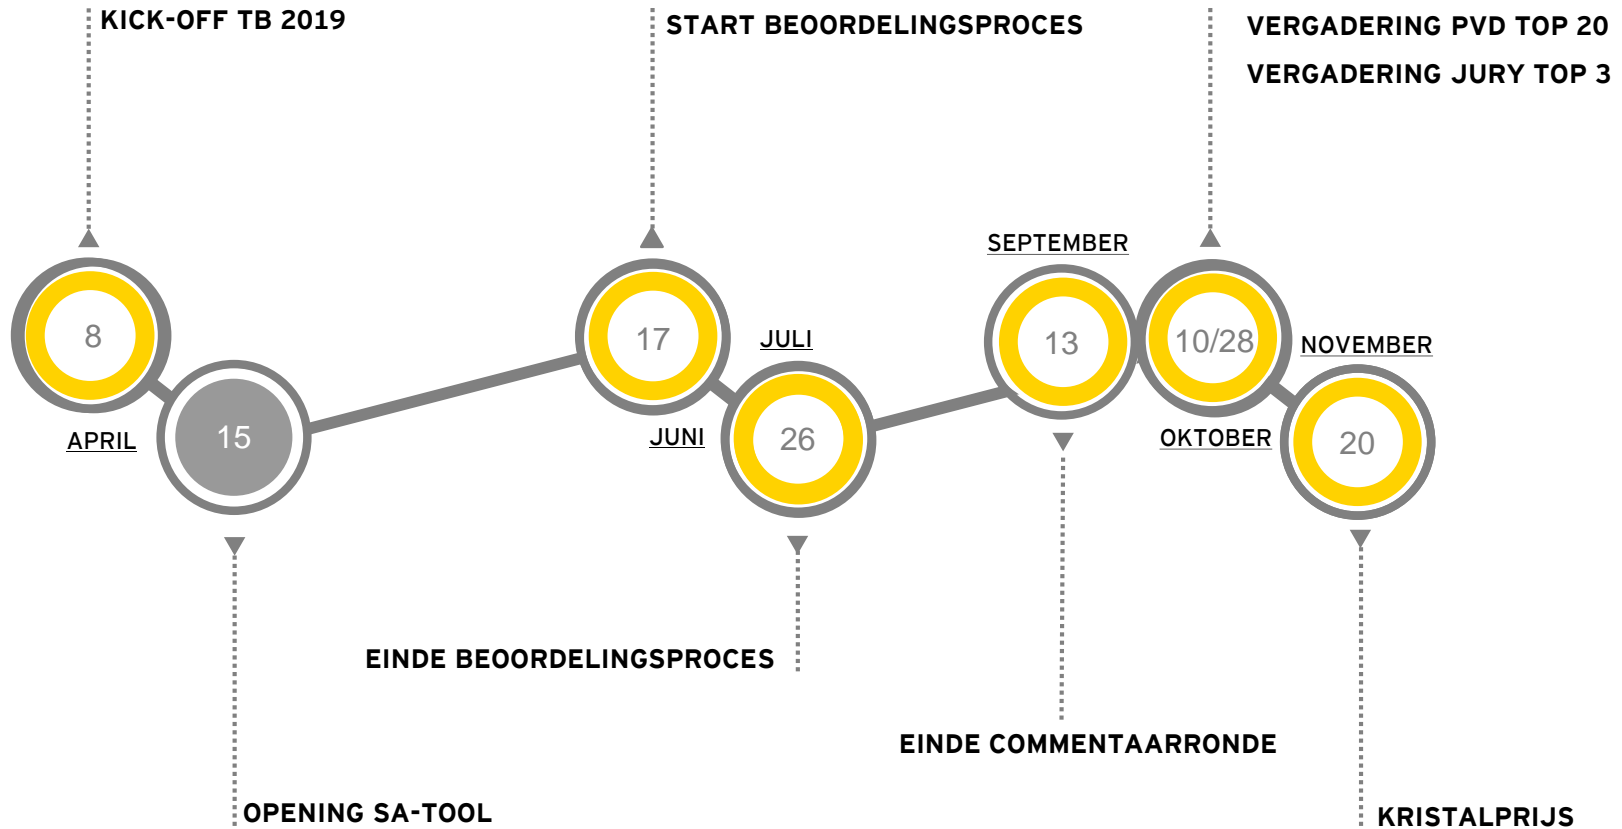 KICK-OFF TB 2019
START BEOORDELINGSPROCES
VERGADERING PVD TOP 20
VERGADERING JURY TOP 3
SEPTEMBER
8
17
JULI
13
10/28
NOVEMBER
APRIL
15
JUNI
26
OKTOBER
20
EINDE BEOORDELINGSPROCES
EINDE COMMENTAARRONDE
OPENING SA-TOOL
KRISTALPRIJS